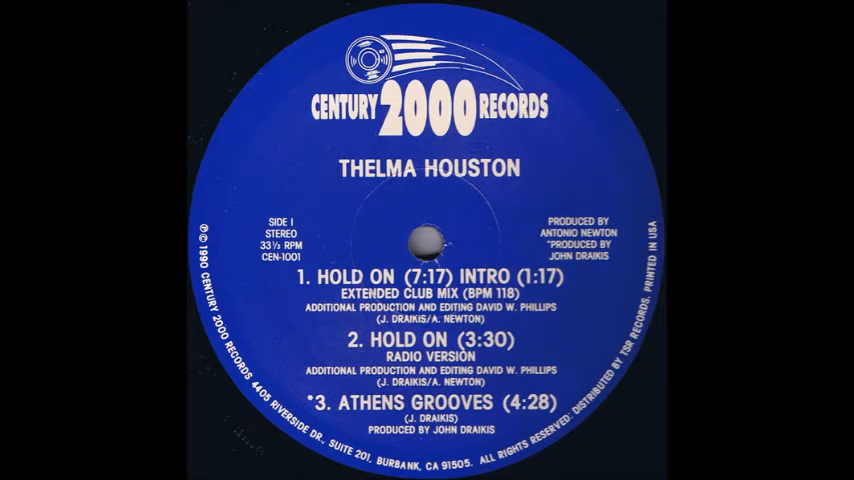 CENTURY 2000 RECORDS
THELMA HOUSTON
SIDE 1
STEREO
33⅓ RPM
CEN-1001
PRODUCED BY
ANTONIO NEWTON
*PRODUCED BY
JOHN DRAIKIS
1. HOLD ON (7:17) INTRO (1:17)
EXTENDED CLUB MIX (BPM 118)
ADDITIONAL PRODUCTION AND EDITING DAVID W. PHILLIPS
(J. DRAIKIS/A. NEWTON)
2. HOLD ON (3:30)
RADIO VERSION
ADDITIONAL PRODUCTION AND EDITING DAVID W. PHILLIPS
(J. DRAIKIS/A. NEWTON)
*3. ATHENS GROOVES (4:28)
(J. DRAIKIS)
PRODUCED BY JOHN DRAIKIS
℗ © 1990 CENTURY 2000 RECORDS 4405 RIVERSIDE DR., SUITE 201, BURBANK, CA 91505. ALL RIGHTS RESERVED. DISTRIBUTED BY TSR RECORDS. PRINTED IN USA